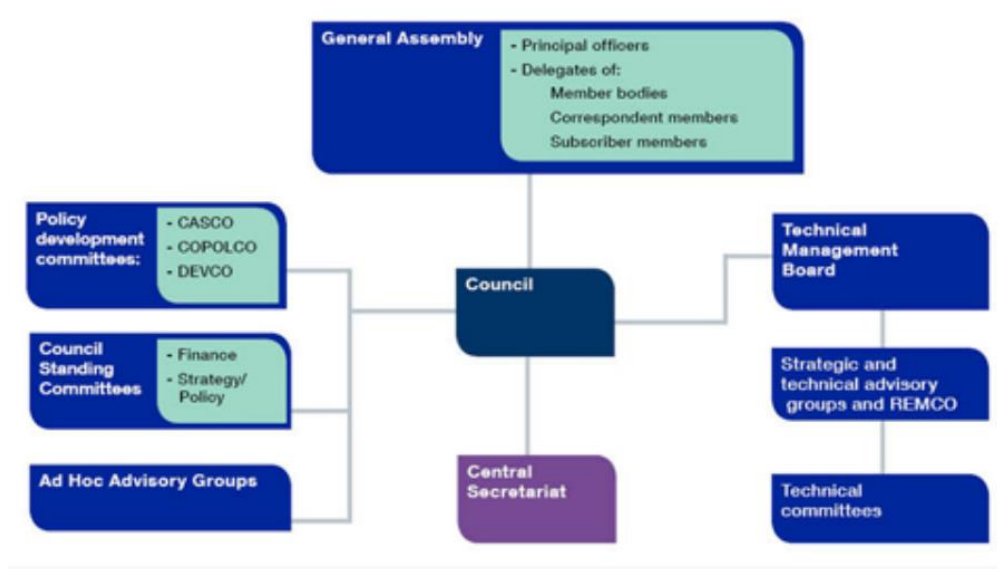 General Assembly
- Principal officers
- Delegates of:
Member bodies
Correspondent members
Subscriber members
Policy
development
committees:
- CASCO
- COPOLCO
- DEVCO
Council
Standing
Committees
- Finance
- Strategy/
Policy
Ad Hoc Advisory Groups
Council
Central
Secretariat
Technical
Management
Board
Strategic and
technical advisory
groups and REMCO
Technical
committees